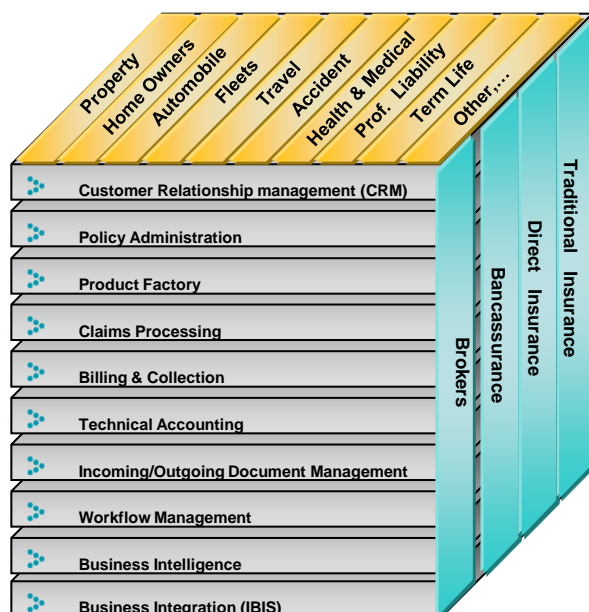 Property
Home Owners
Automobile
Fleets
Travel
Accident
Health & Medical
Prof. Liability
Term Life
Other,...
Customer Relationship management (CRM)
Policy Administration
Product Factory
Claims Processing
Billing & Collection
Technical Accounting
Incoming/Outgoing Document Management
Workflow Management
Business Intelligence
Business Integration (IBIS)
Brokers
Bancassurance
Direct Insurance
Traditional Insurance